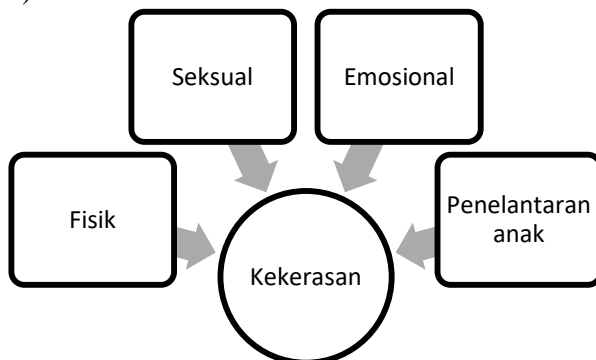 Seksual
Emosional
Fisik
Penelantaran
anak
Kekerasan